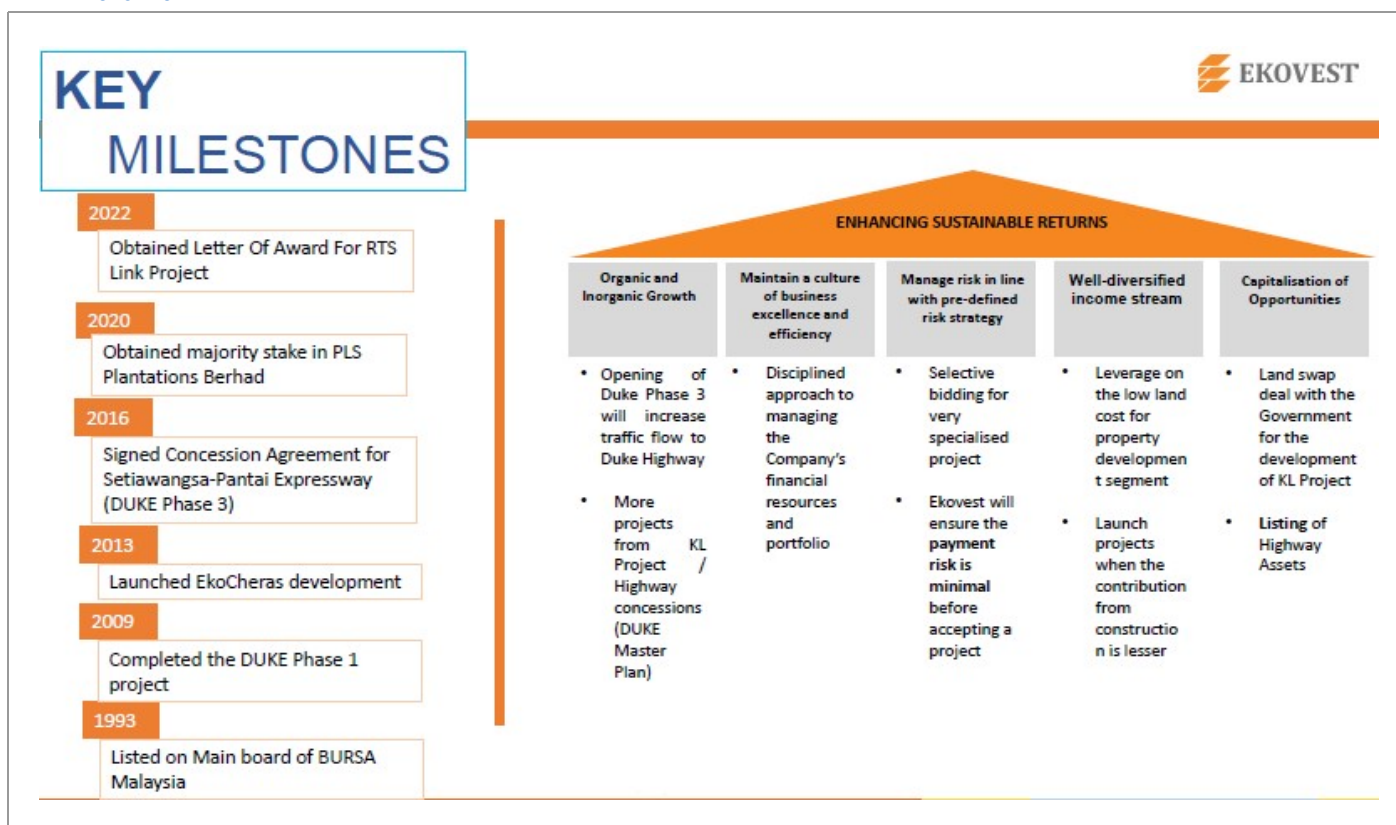 KEY
MILESTONES
EKOVEST
2022
Obtained Letter Of Award For RTS
Link Project
2020
Obtained majority stake in PLS
Plantations Berhad
2016
Signed Concession Agreement for
Setiawangsa-Pantai Expressway
(DUKE Phase 3)
2013
Launched EkoCheras development
2009
Completed the DUKE Phase 1
project
1993
Listed on Main board of BURSA
Malaysia
ENHANCING SUSTAINABLE RETURNS
Organic and
Inorganic Growth
• Opening of
Duke Phase 3
will increase
traffic flow to
Duke Highway
• More
projects
from KL
Project /
Highway
concessions
(DUKE
Master
Plan)
Maintain a culture
of business
excellence and
efficiency
• Disciplined
approach to
managing
the
Company's
financial
resources
and
portfolio
Manage risk in line
with pre-defined
risk strategy
• Selective
bidding for
very
specialised
project
• Ekovest will
ensure the
payment
risk is
minimal
before
accepting a
project
Well-diversified
income stream
• Leverage on
the low land
cost for
property
developmen
t segment
• Launch
projects
when the
contribution
from
constructio
n is lesser
Capitalisation of
Opportunities
• Land swap
deal with the
Government
for the
development
of KL Project
• Listing of
Highway
Assets